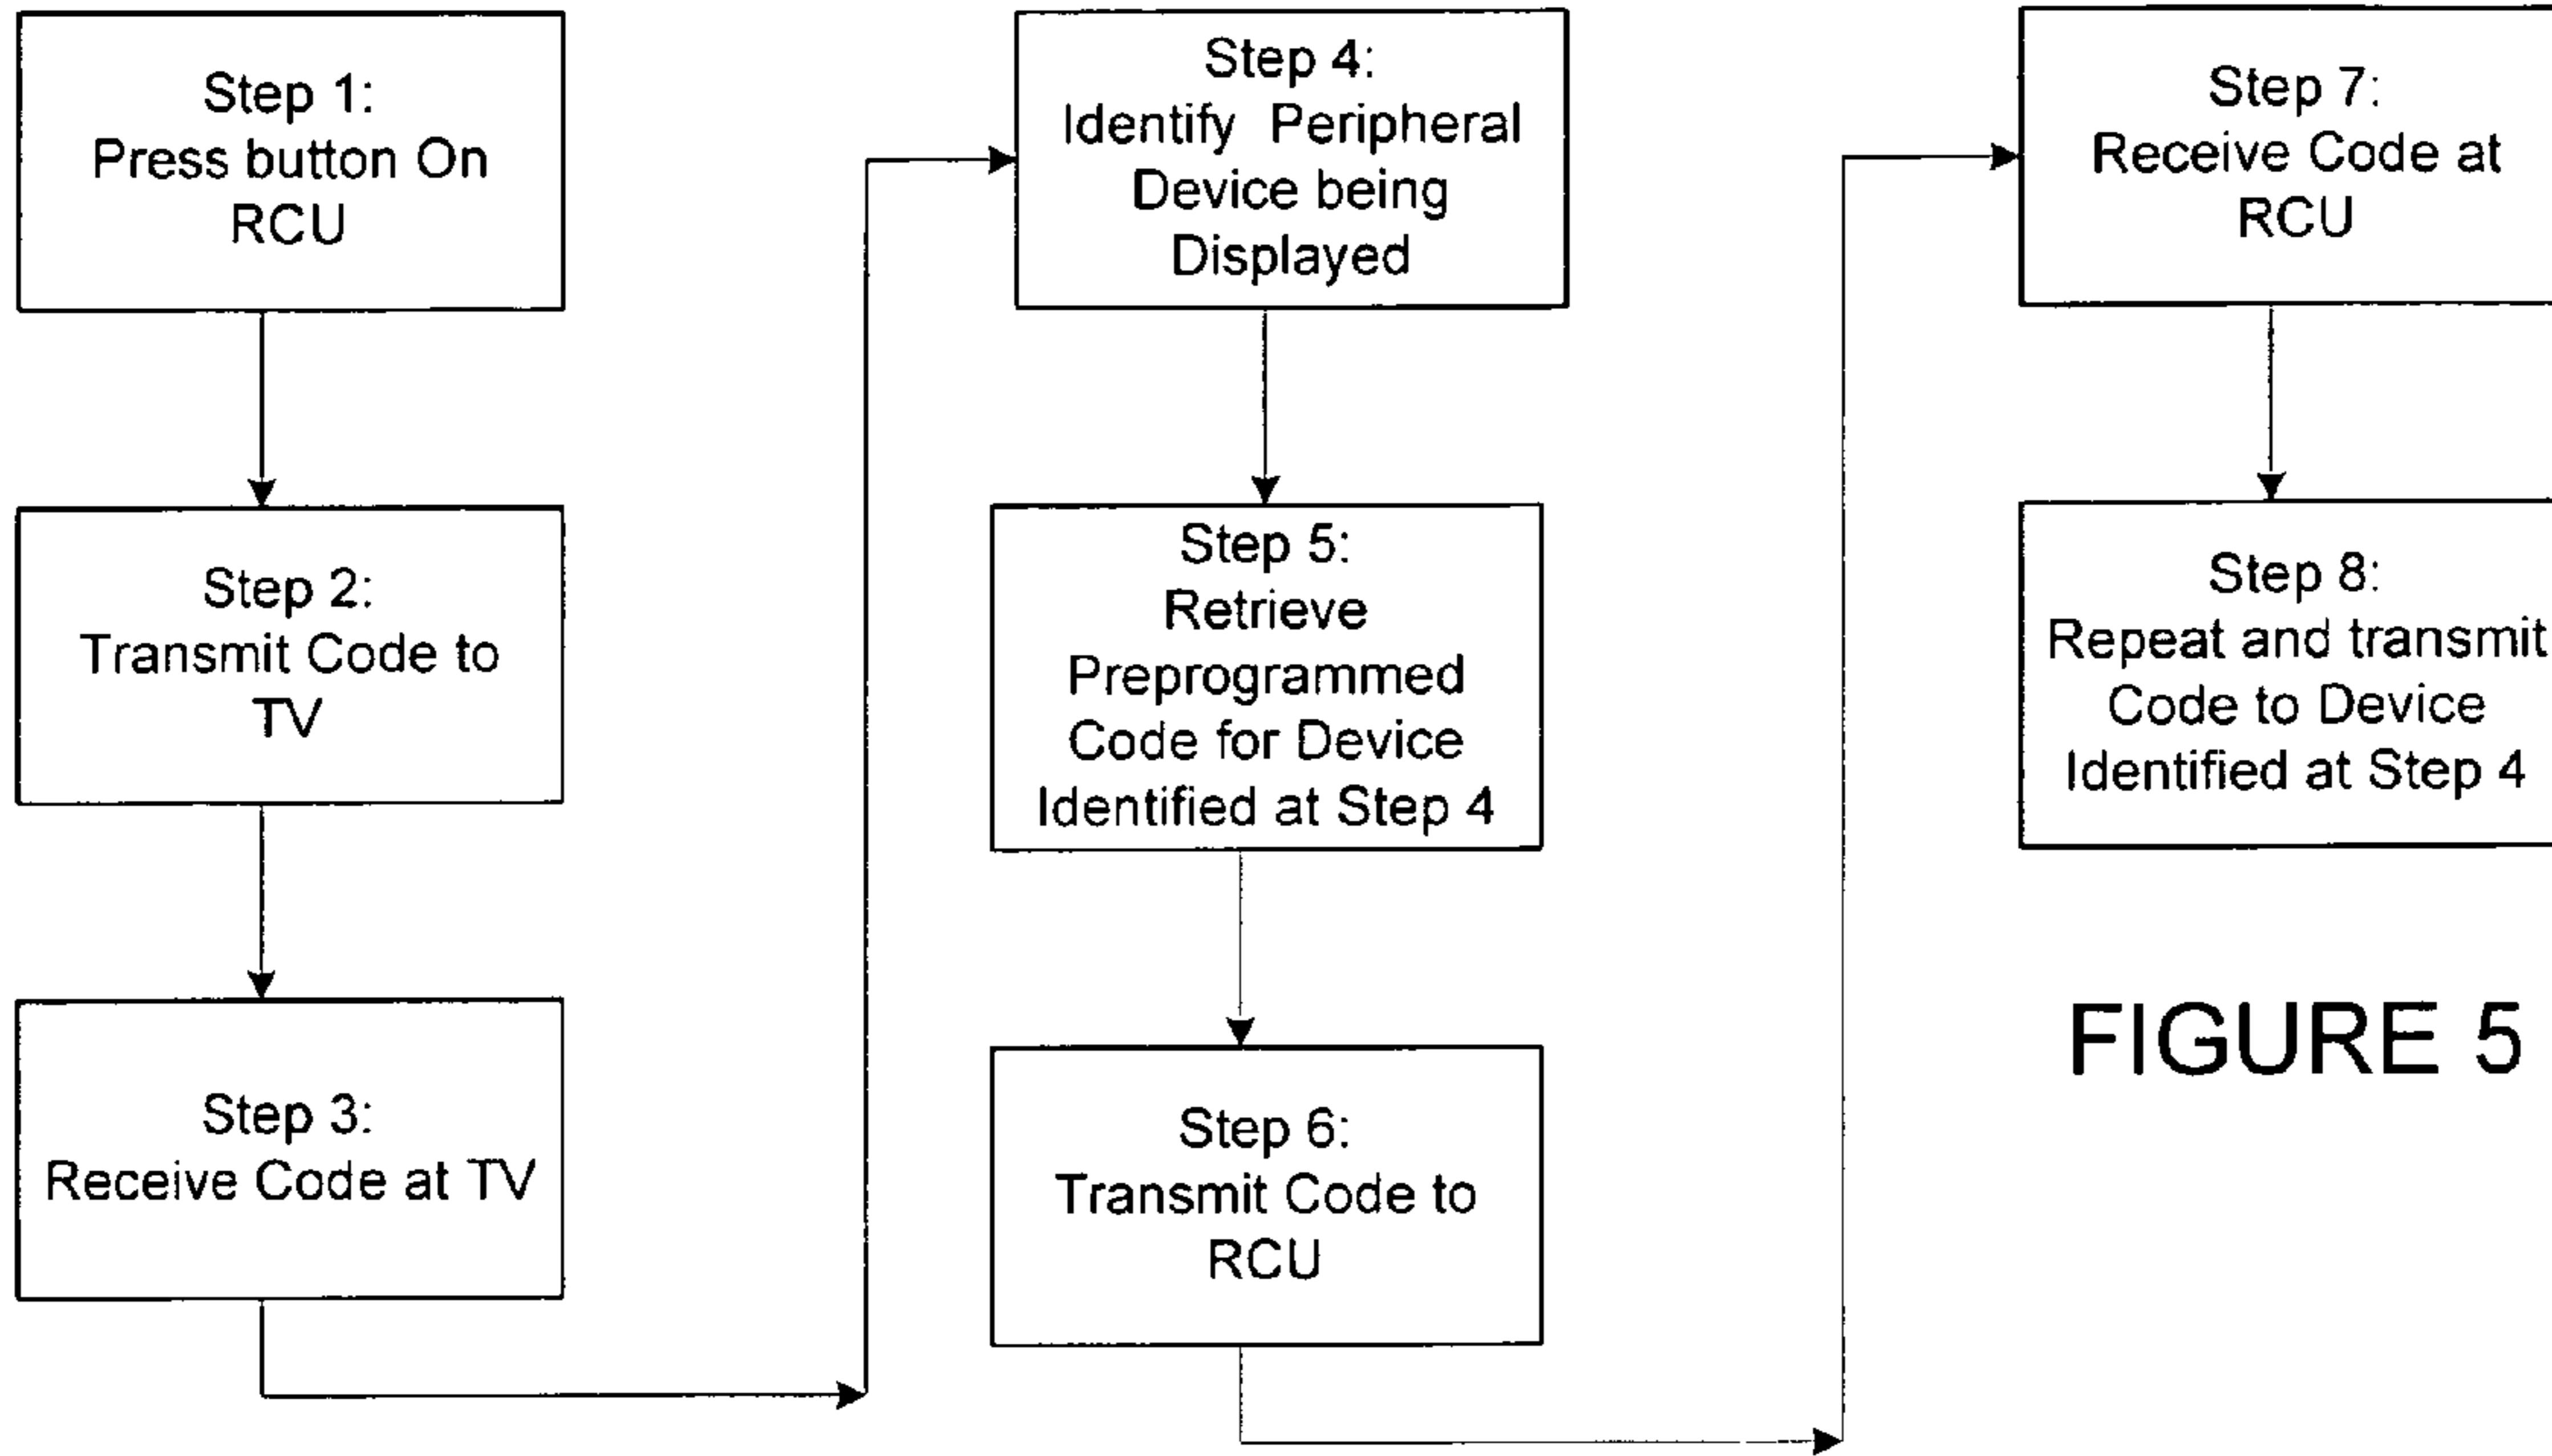 Step 1:
Press button On
RCU
Step 2:
Transmit Code to
TV
Step 3:
Receive Code at TV
Step 4:
Identify Peripheral
Device being
Displayed
Step 5:
Retrieve
Preprogrammed
Code for Device
Identified at Step 4
Step 6:
Transmit Code to
RCU
Step 7:
Receive Code at
RCU
Step 8:
Repeat and transmit
Code to Device
Identified at Step 4
FIGURE 5